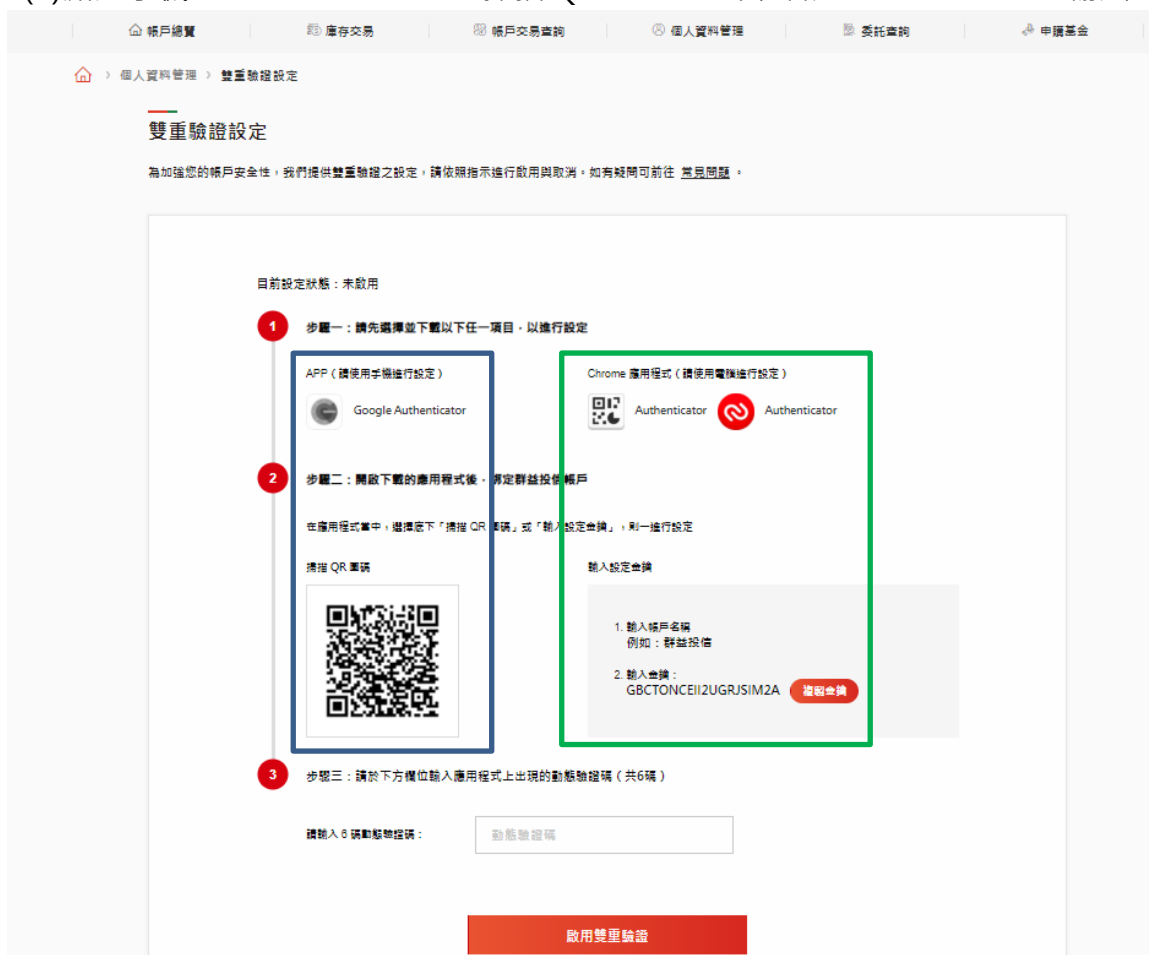 帳戶總覽 庫存交易 帳戶交易查詢 個人資料管理 委託查詢 申購基金
個人資料管理 > 雙重驗證設定
雙重驗證設定
為加強您的帳戶安全性，我們提供雙重驗證之設定，請依照指示進行啟用與取消。如有疑問可前往 常見問題 。
目前設定狀態：未啟用
1 步驟一：請先選擇並下載以下任一項目，以進行設定
APP（請使用手機進行設定） Chrome 應用程式（請使用電腦進行設定）
Google Authenticator Authenticator Authenticator
2 步驟二：開啟下載的應用程式後，綁定群益投信帳戶
在應用程式當中，選擇底下「掃描 QR 圖碼」或「輸入設定金鑰」，則一進行設定
掃描 QR 圖碼 輸入設定金鑰
1. 輸入帳戶名稱
例如：群益投信
2. 輸入金鑰：
GBCTONCEII2UGRJSIM2A 複製金鑰
3 步驟三：請於下方欄位輸入應用程式上出現的動態驗證碼（共6碼）
請輸入 6 碼動態驗證碼： 動態驗證碼
啟用雙重驗證